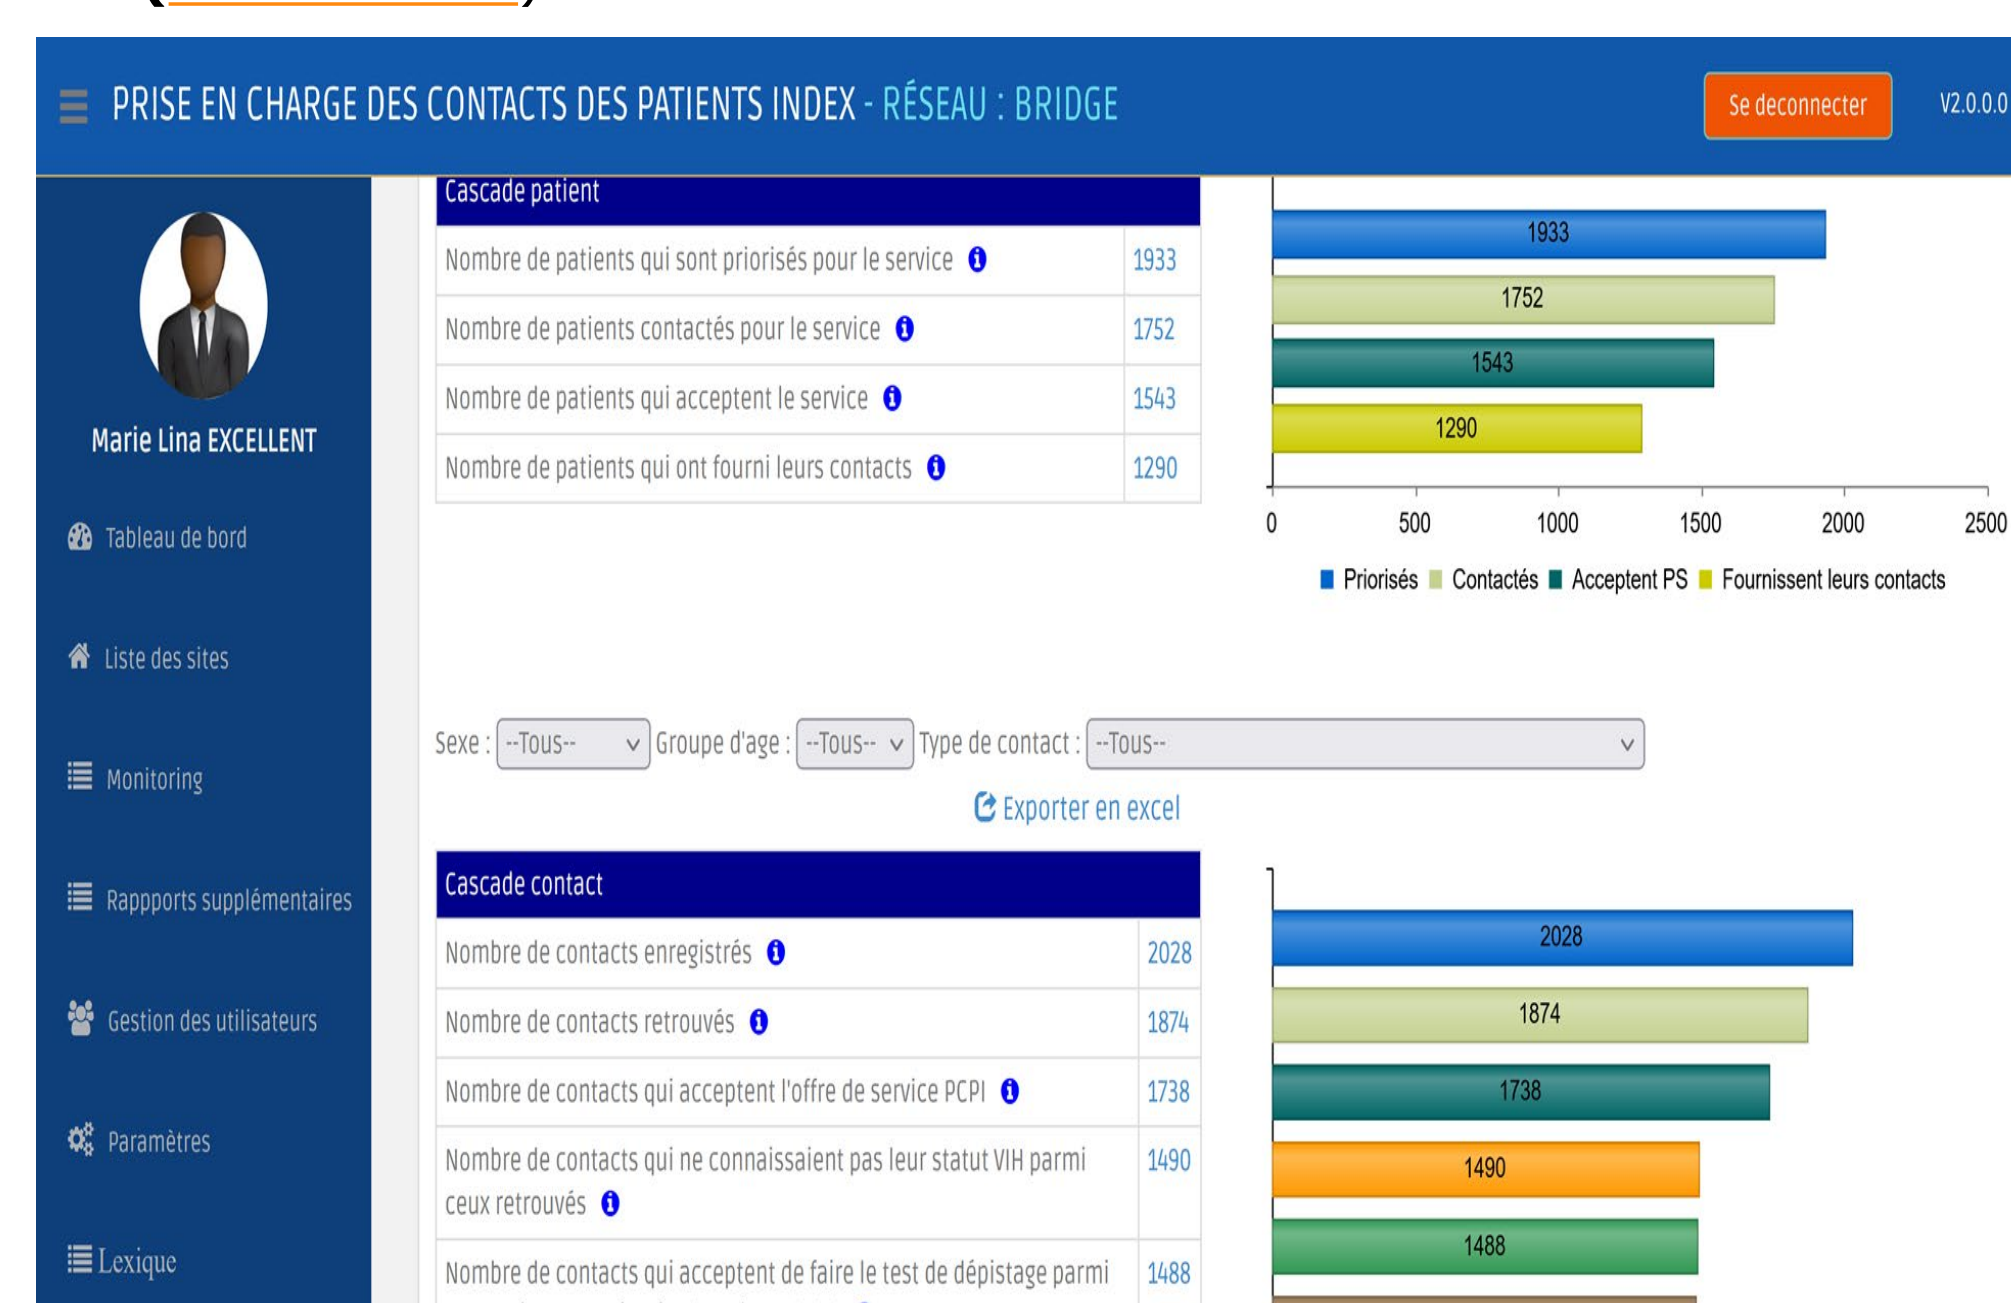 PRISE EN CHARGE DES CONTACTS DES PATIENTS INDEX - RÉSEAU : BRIDGE
Se deconnecter
V2.0.0.0
Marie Lina EXCELLENT
Tableau de bord
Liste des sites
Monitoring
Rappports supplémentaires
Gestion des utilisateurs
Paramètres
Lexique
Cascade patient
Nombre de patients qui sont priorisés pour le service 1933
Nombre de patients contactés pour le service 1752
Nombre de patients qui acceptent le service 1543
Nombre de patients qui ont fourni leurs contacts 1290
1933
1752
1543
1290
0 500 1000 1500 2000 2500
Priorisés Contactés Acceptent PS Fournissent leurs contacts
Sexe : --Tous-- Groupe d'age : --Tous-- Type de contact : --Tous--
Exporter en excel
Cascade contact
Nombre de contacts enregistrés 2028
Nombre de contacts retrouvés 1874
Nombre de contacts qui acceptent l'offre de service PCPI 1738
Nombre de contacts qui ne connaissaient pas leur statut VIH parmi 1490
ceux retrouvés
Nombre de contacts qui acceptent de faire le test de dépistage parmi 1488
2028
1874
1738
1490
1488